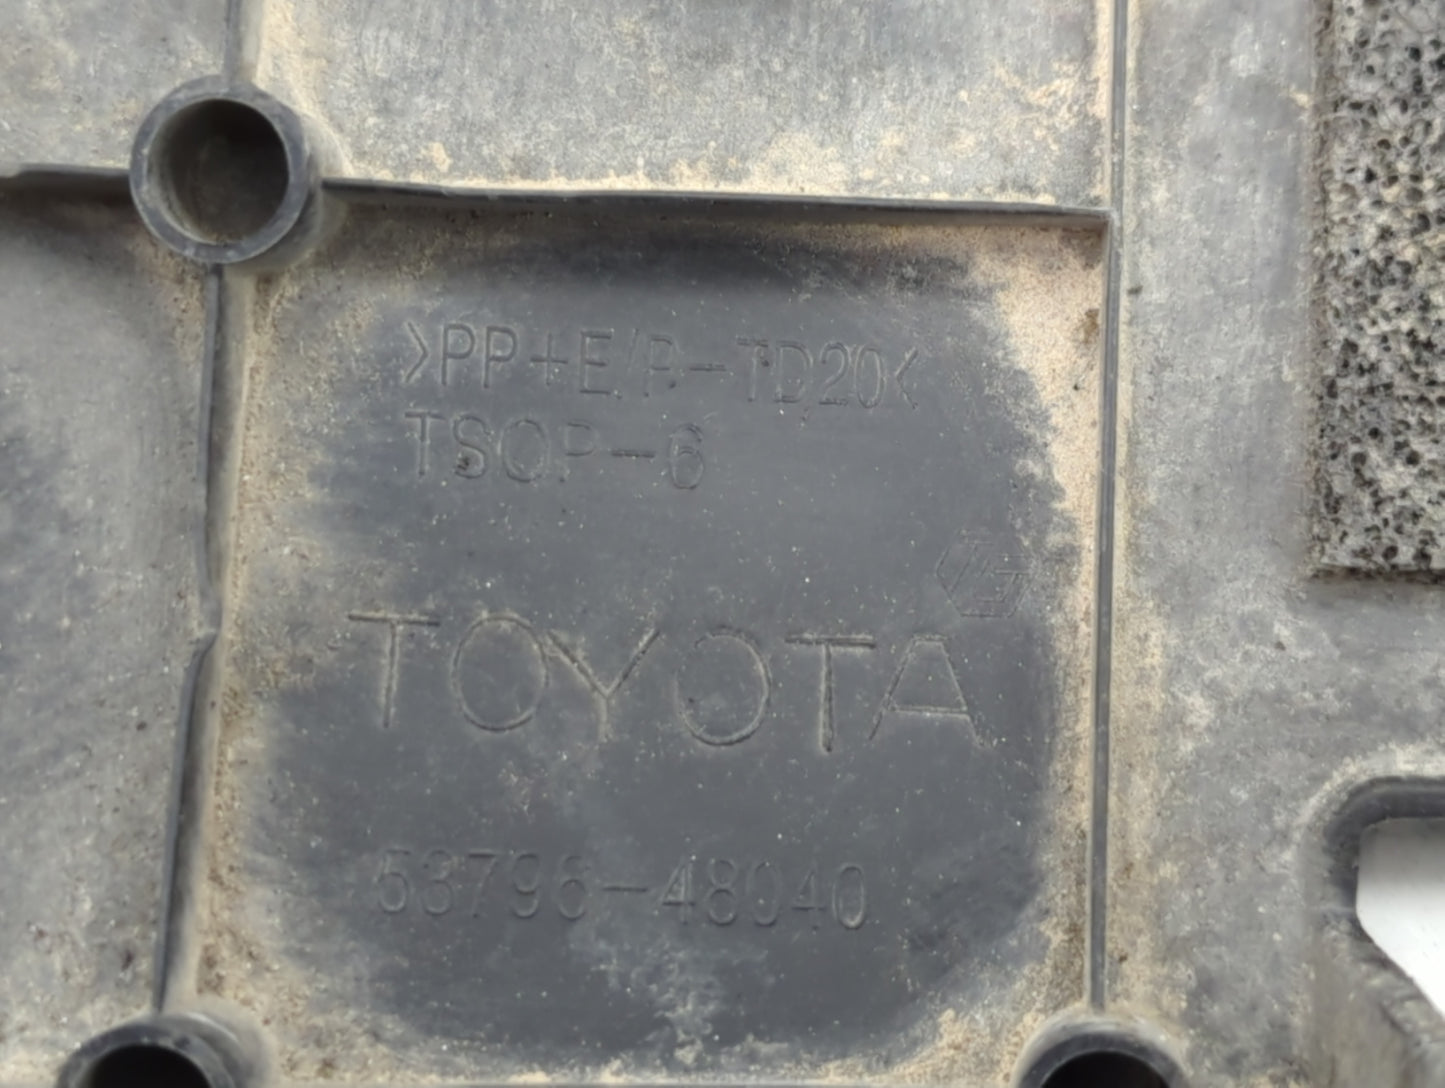 >PP+E/P-TD20<
TSOP-6
TOYOTA
53796-48040